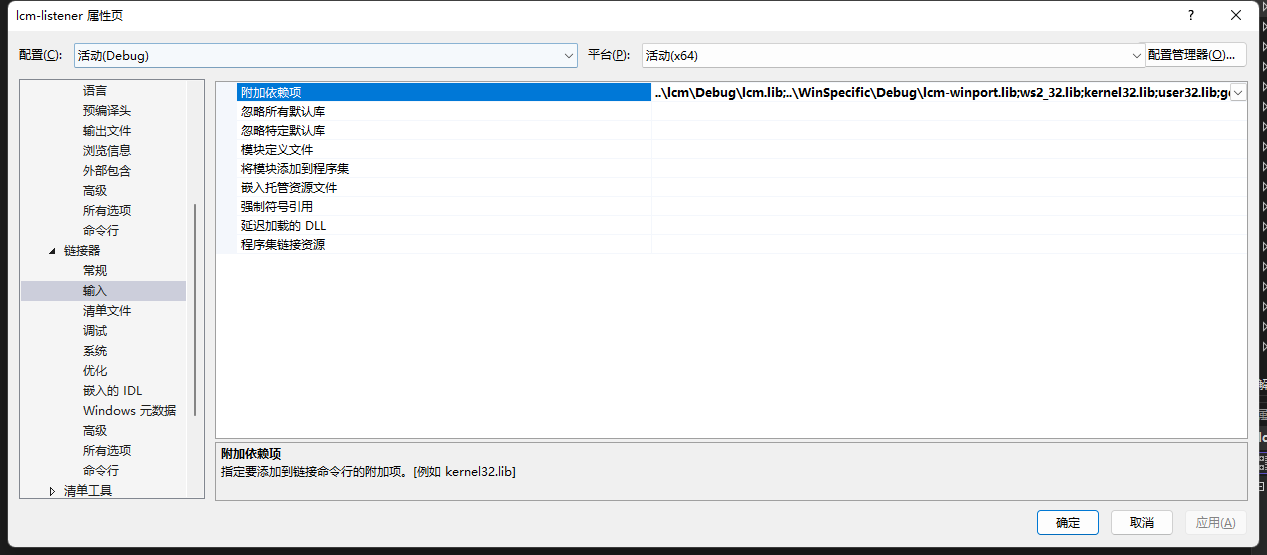 lcm-listener 属性页
? 
配置(C):
活动(Debug)
平台(P):
活动(x64)
配置管理器(O)...
语言
预编译头
输出文件
浏览信息
外部包含
高级
所有选项
命令行
链接器
常规
输入
清单文件
调试
系统
优化
嵌入的 IDL
Windows 元数据
高级
所有选项
命令行
清单工具
附加依赖项 ..\lcm\Debug\lcm.lib;..\WinSpecific\Debug\lcm-winport.lib;ws2_32.lib;kernel32.lib;user32.lib;
忽略所有默认库
忽略特定默认库
模块定义文件
将模块添加到程序集
嵌入托管资源文件
强制符号引用
延迟加载的 DLL
程序集链接资源
附加依赖项
指定要添加到链接命令行的附加项。[例如 kernel32.lib]
确定
取消
应用(A)